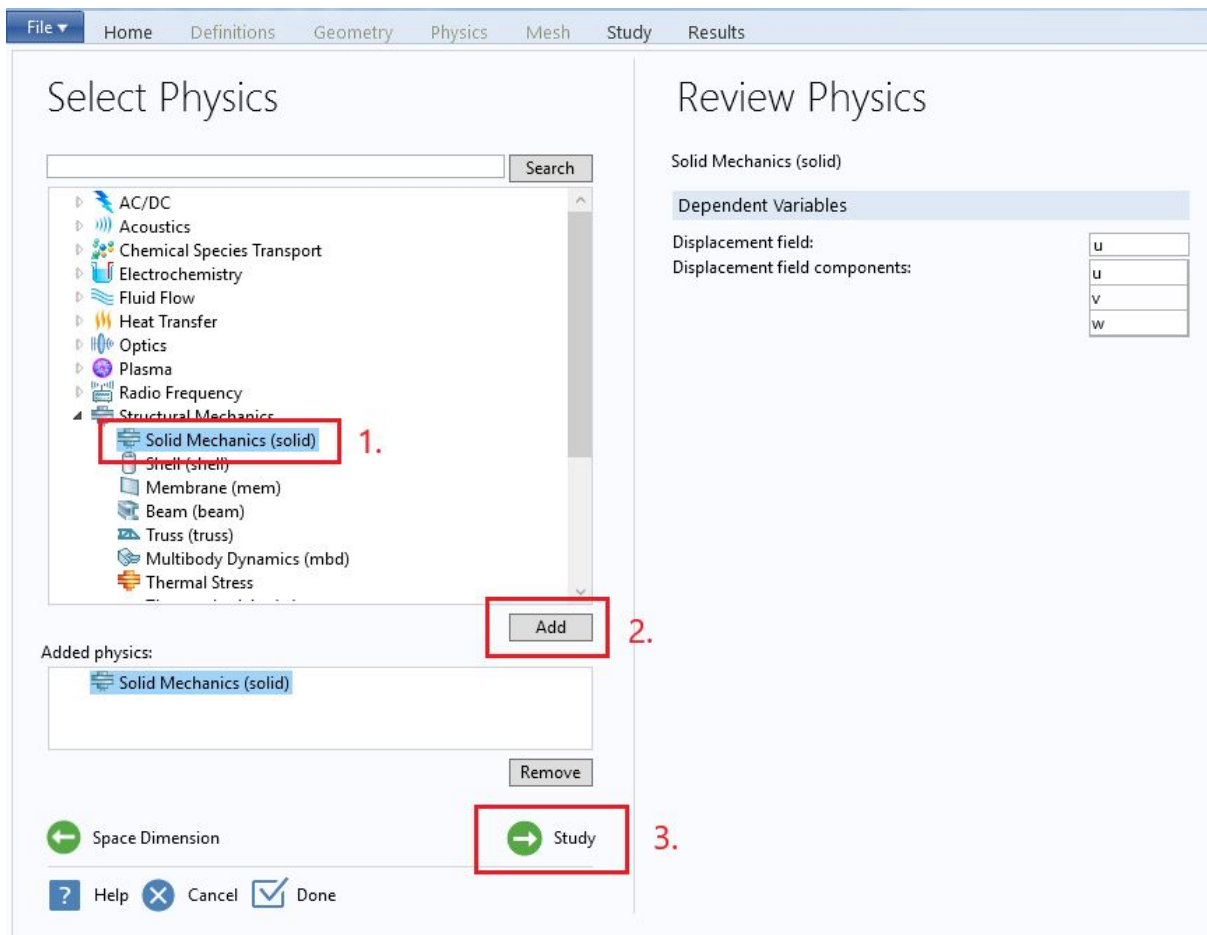 File ▾ Home Definitions Geometry Physics Mesh Study Results
Select Physics
Search
AC/DC
Acoustics
Chemical Species Transport
Electrochemistry
Fluid Flow
Heat Transfer
Optics
Plasma
Radio Frequency
Structural Mechanics
Solid Mechanics (solid)
1.
Shell (shell)
Membrane (mem)
Beam (beam)
Truss (truss)
Multibody Dynamics (mbd)
Thermal Stress
Add
2.
Added physics:
Solid Mechanics (solid)
Remove
Space Dimension
Study
3.
? Help Cancel Done
Review Physics
Solid Mechanics (solid)
Dependent Variables
Displacement field: u
Displacement field components: u
v
w